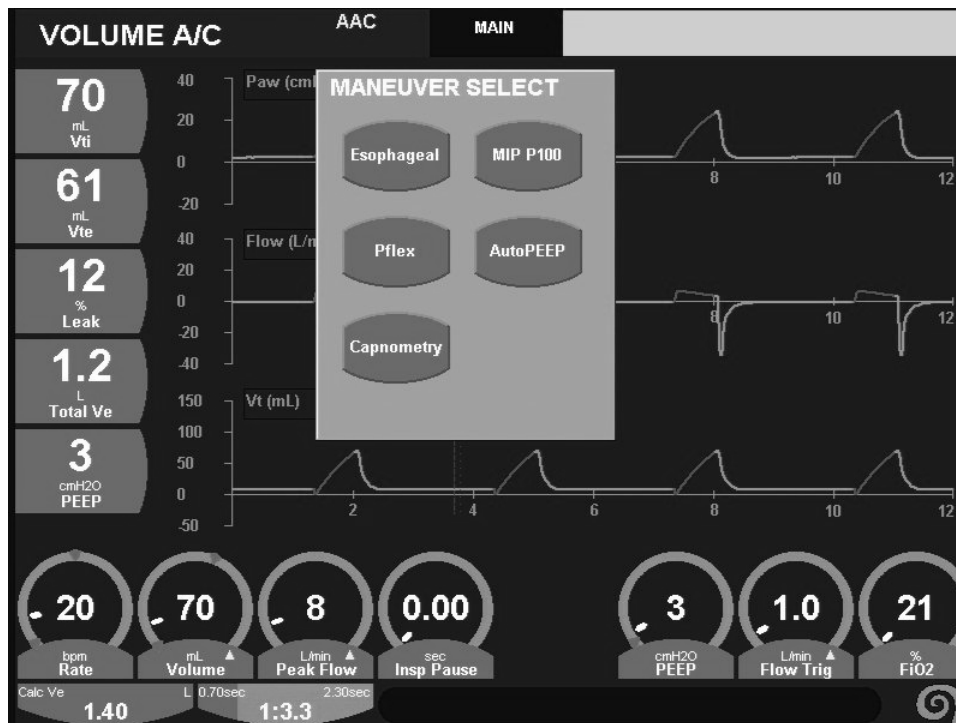 VOLUME A/C
AAC
MAIN
70
mL
Vti
61
mL
Vte
12
%
Leak
1.2
L
Total Ve
3
cmH2O
PEEP
MANEUVER SELECT
Esophageal
MIP P100
Pflex
AutoPEEP
Capnometry
40
Paw
20
0
-20
8
10
12
40
Flow
20
0
-20
-40
8
10
12
150
Vt (mL)
100
50
0
-50
2
4
6
8
10
12
20
bpm
Rate
70
mL
Volume
8
L/min
Peak Flow
0.00
sec
Insp Pause
3
cmH2O
PEEP
1.0
L/min
Flow Trig
21
%
FiO2
Calc Ve L
1.40
0.70sec 2.30sec
1:3.3